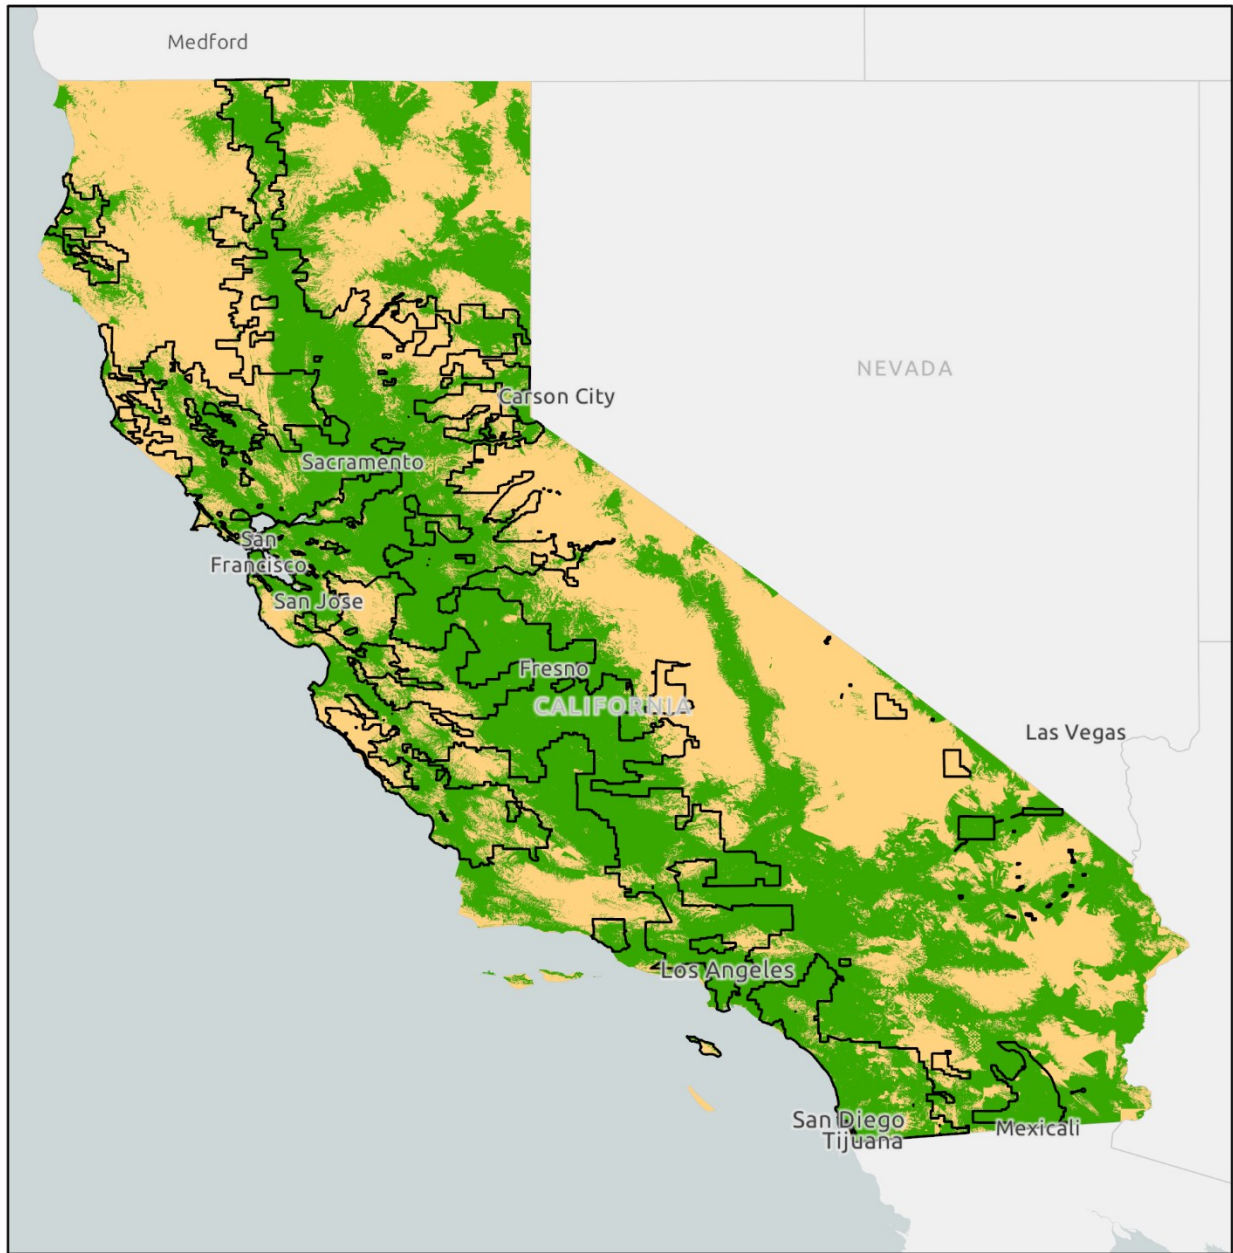 Medford
NEVADA
Carson City
Sacramento
San
Francisco
San Jose
Fresno
CALIFORNIA
Las Vegas
Los Angeles
San Diego
Tijuana
Mexicali